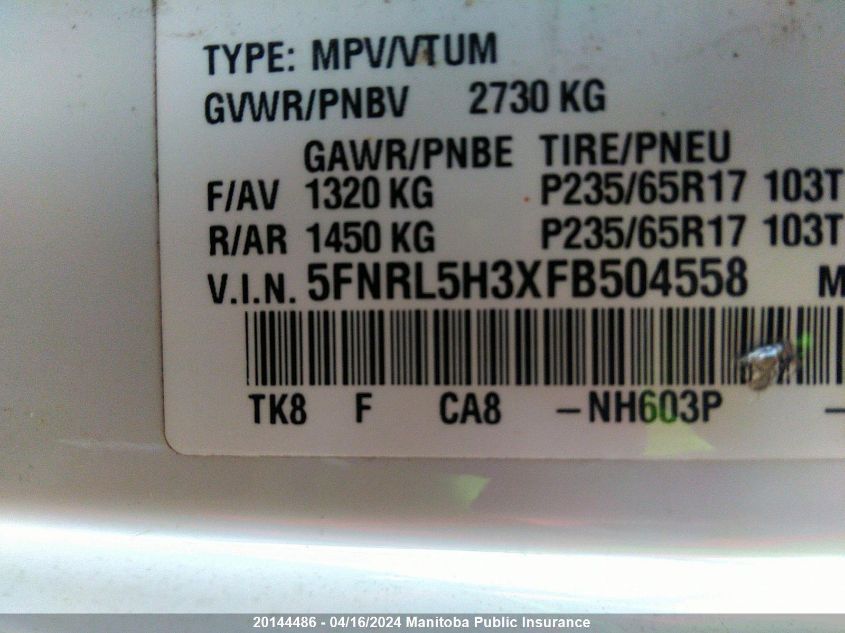 TYPE: MPV/VTUM
GVWR/PNBV 2730 KG
GAWR/PNBE TIRE/PNEU
F/AV 1320 KG P235/65R17 103T
R/AR 1450 KG P235/65R17 103T
V.I.N. 5FNRL5H3XFB504558 M
TK8 F CA8 –NH603P –
20144486 - 04/16/2024 Manitoba Public Insurance